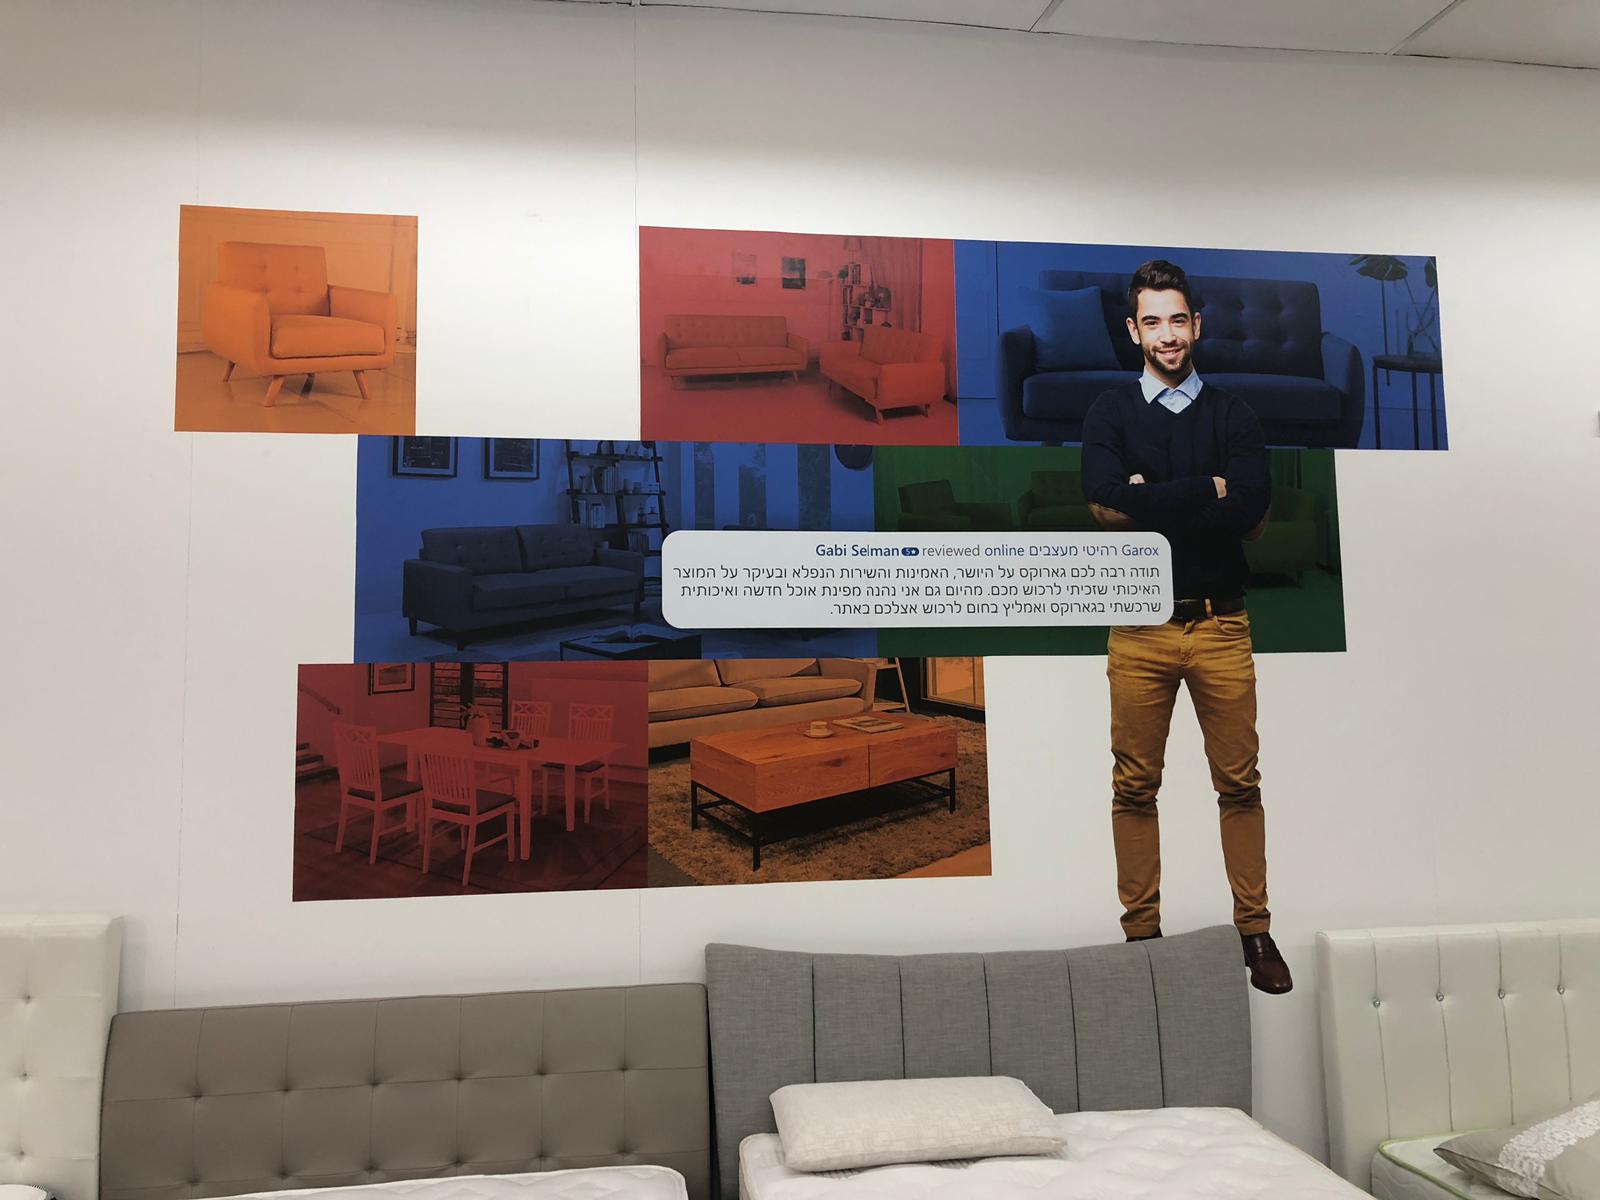 Gabi Selman 5★ reviewed online רהיטי מעצבים Garox
תודה רבה לכם גארוקס על היושר, האמינות והשירות הנפלא ובעיקר על המוצר
האיכותי שזכיתי לרכוש מכם. מהיום גם אני נהנה מפינת אוכל חדשה ואיכותית
שרכשתי בגארוקס ואמליץ בחום לרכוש אצלכם באתר.